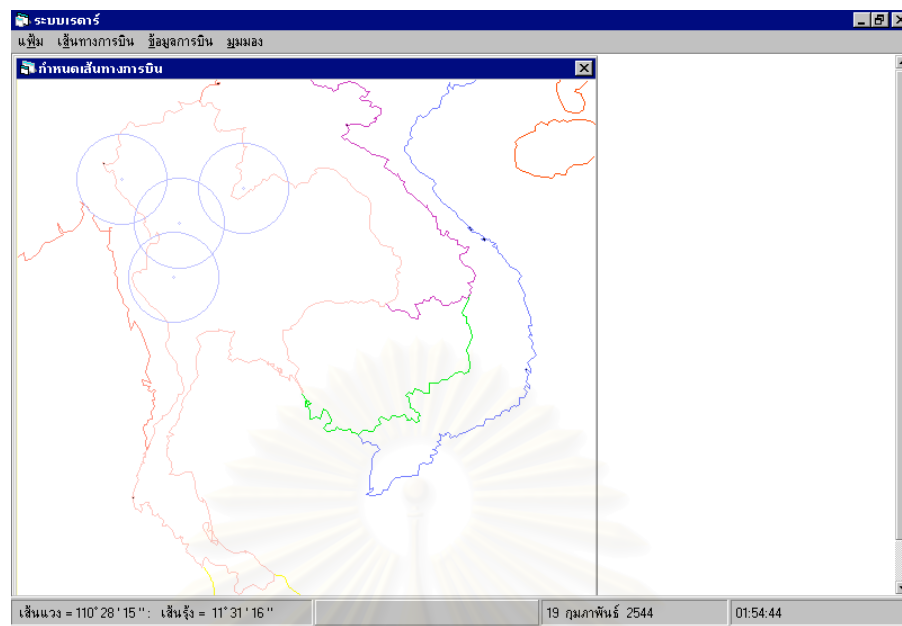 ระบบเรดาร์
แฟ้ม เส้นทางการบิน ข้อมูลการบิน มุมมอง
กำหนดเส้นทางการบิน
เส้นแวง = 110° 28 ' 15 '' : เส้นรุ้ง = 11° 31 ' 16 '' 19 กุมภาพันธ์ 2544 01:54:44